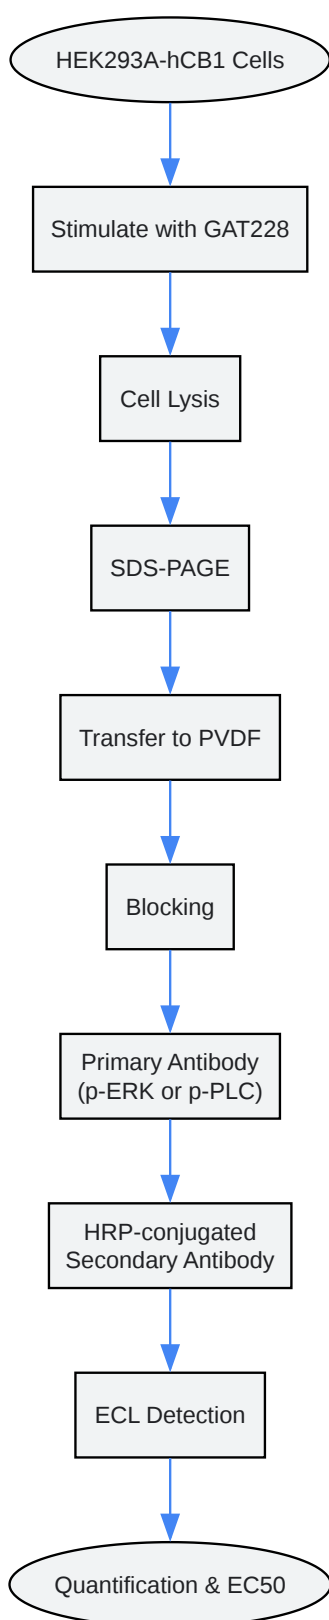 HEK293A-hCB1 Cells
Stimulate with GAT228
Cell Lysis
SDS-PAGE
Transfer to PVDF
Blocking
Primary Antibody
(p-ERK or p-PLC)
HRP-conjugated
Secondary Antibody
ECL Detection
Quantification & EC50